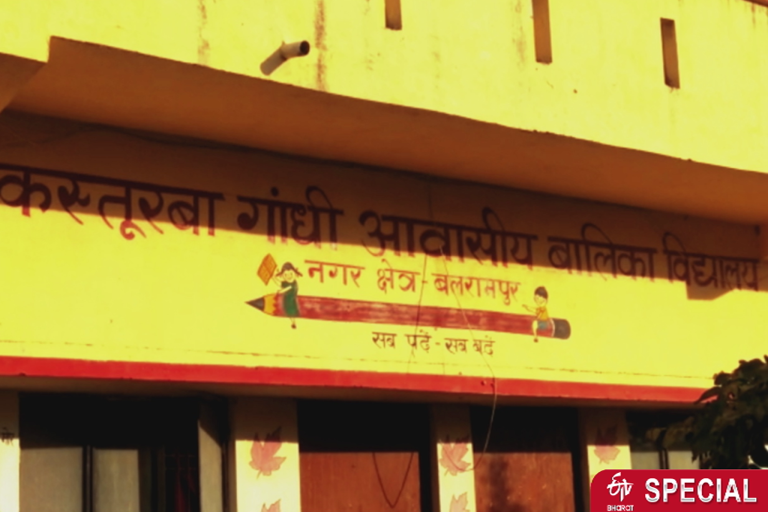 कस्तूरबा गांधी आवासीय बालिका विद्यालय
नगर क्षेत्र - बलरामपुर
सब पढें - सब बढें
ETV BHARAT SPECIAL